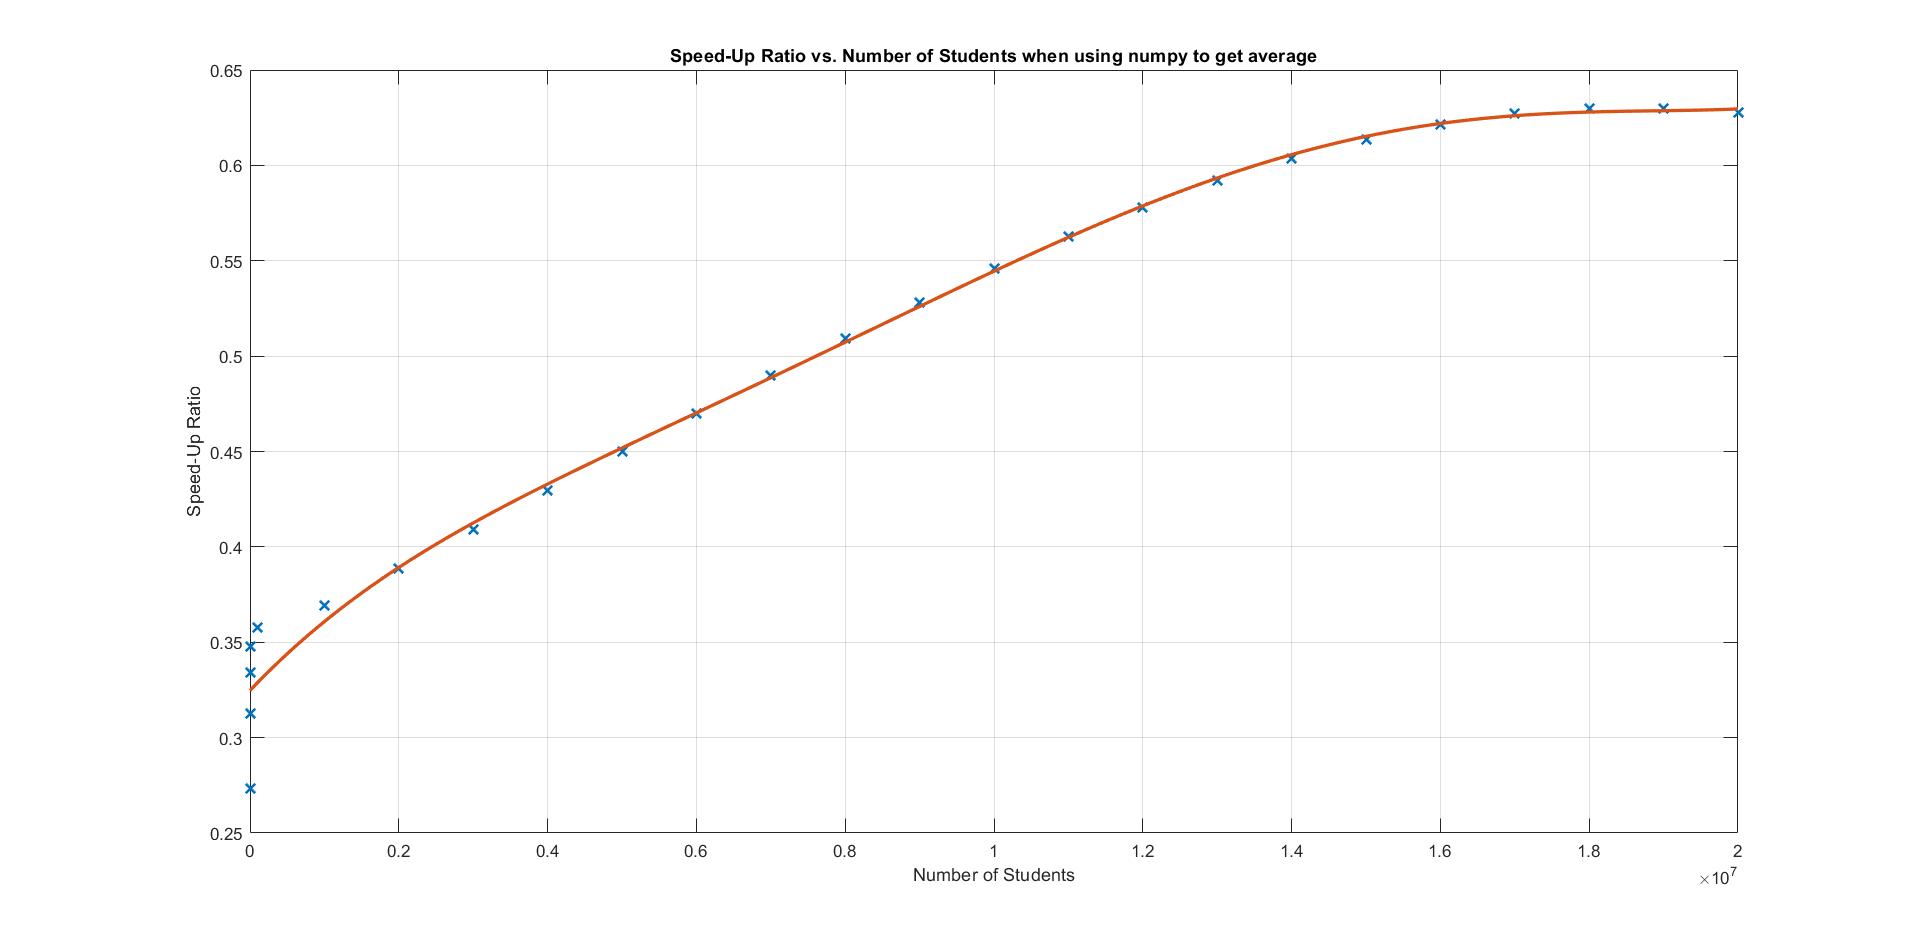 Speed-Up Ratio vs. Number of Students when using numpy to get average
0.65
0.6
0.55
0.5
0.45
0.4
0.35
0.3
0.25
Speed-Up Ratio
0 0.2 0.4 0.6 0.8 1 1.2 1.4 1.6 1.8 2
Number of Students
×10⁷